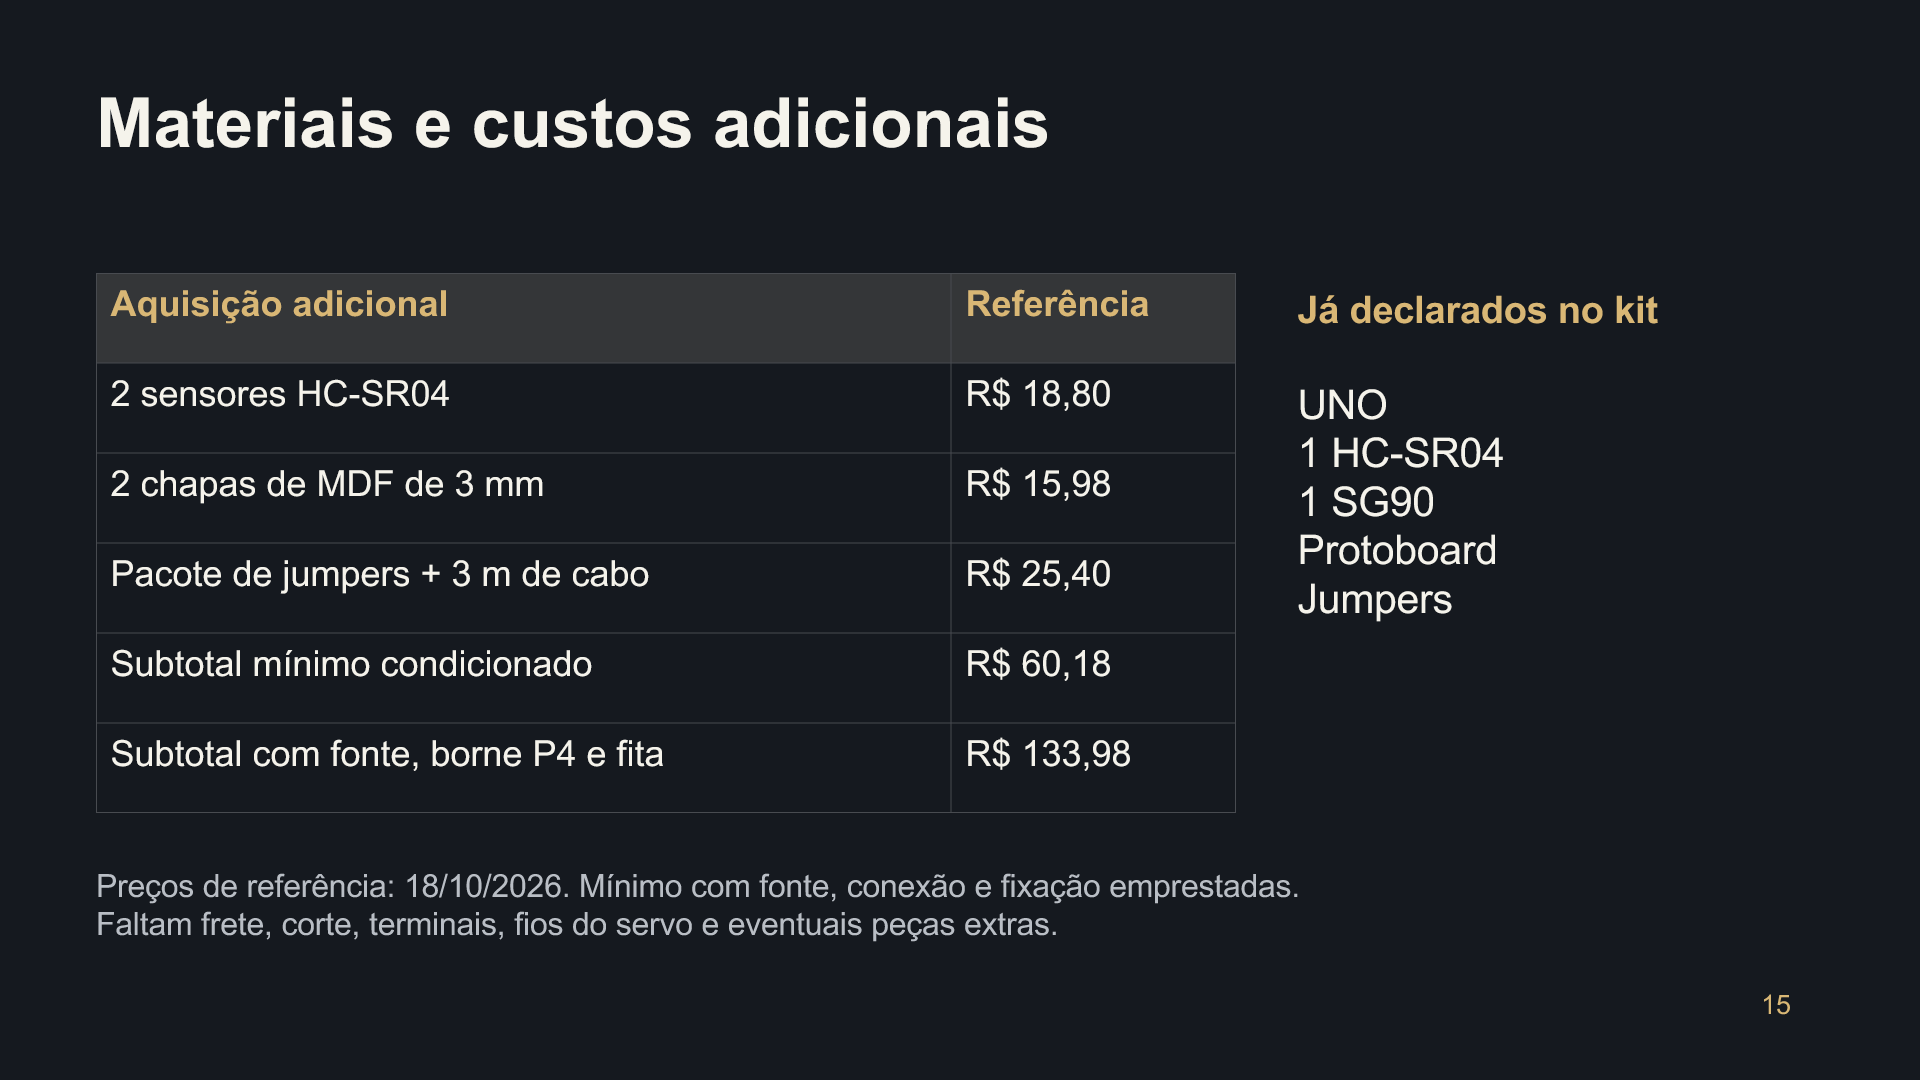 Materiais e custos adicionais
Aquisição adicional Referência
2 sensores HC-SR04 R$ 18,80
2 chapas de MDF de 3 mm R$ 15,98
Pacote de jumpers + 3 m de cabo R$ 25,40
Subtotal mínimo condicionado R$ 60,18
Subtotal com fonte, borne P4 e fita R$ 133,98
Já declarados no kit
UNO
1 HC-SR04
1 SG90
Protoboard
Jumpers
Preços de referência: 18/10/2026. Mínimo com fonte, conexão e fixação emprestadas.
Faltam frete, corte, terminais, fios do servo e eventuais peças extras.
15